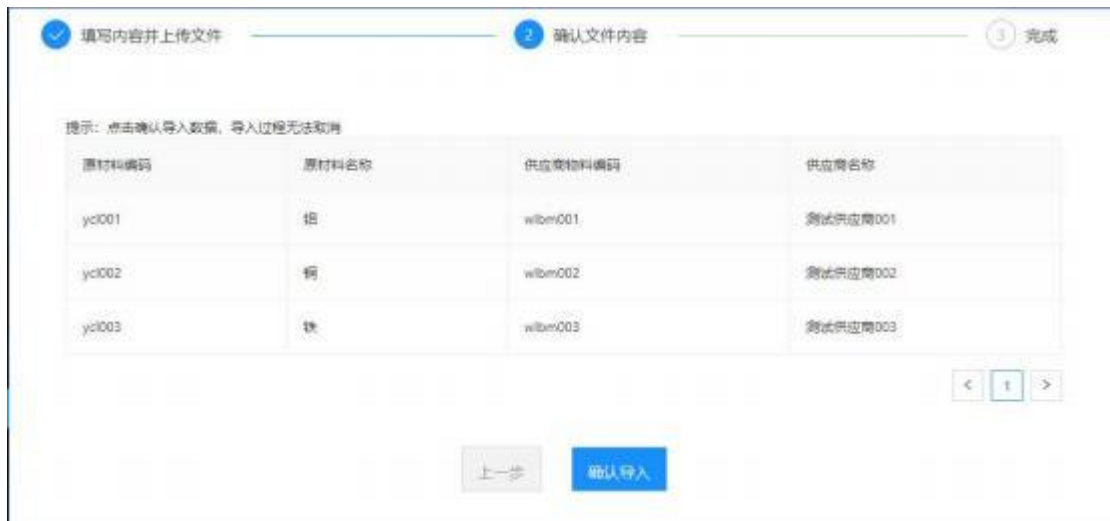 填写内容并上传文件 2 确认文件内容 3 完成
提示：点击确认导入数据，导入过程无法取消
原材料编码 原材料名称 供应商物料编码 供应商名称
ycl001 铝 wlbm001 测试供应商001
ycl002 铜 wlbm002 测试供应商002
ycl003 铁 wlbm003 测试供应商003
< 1 >
上一步 确认导入